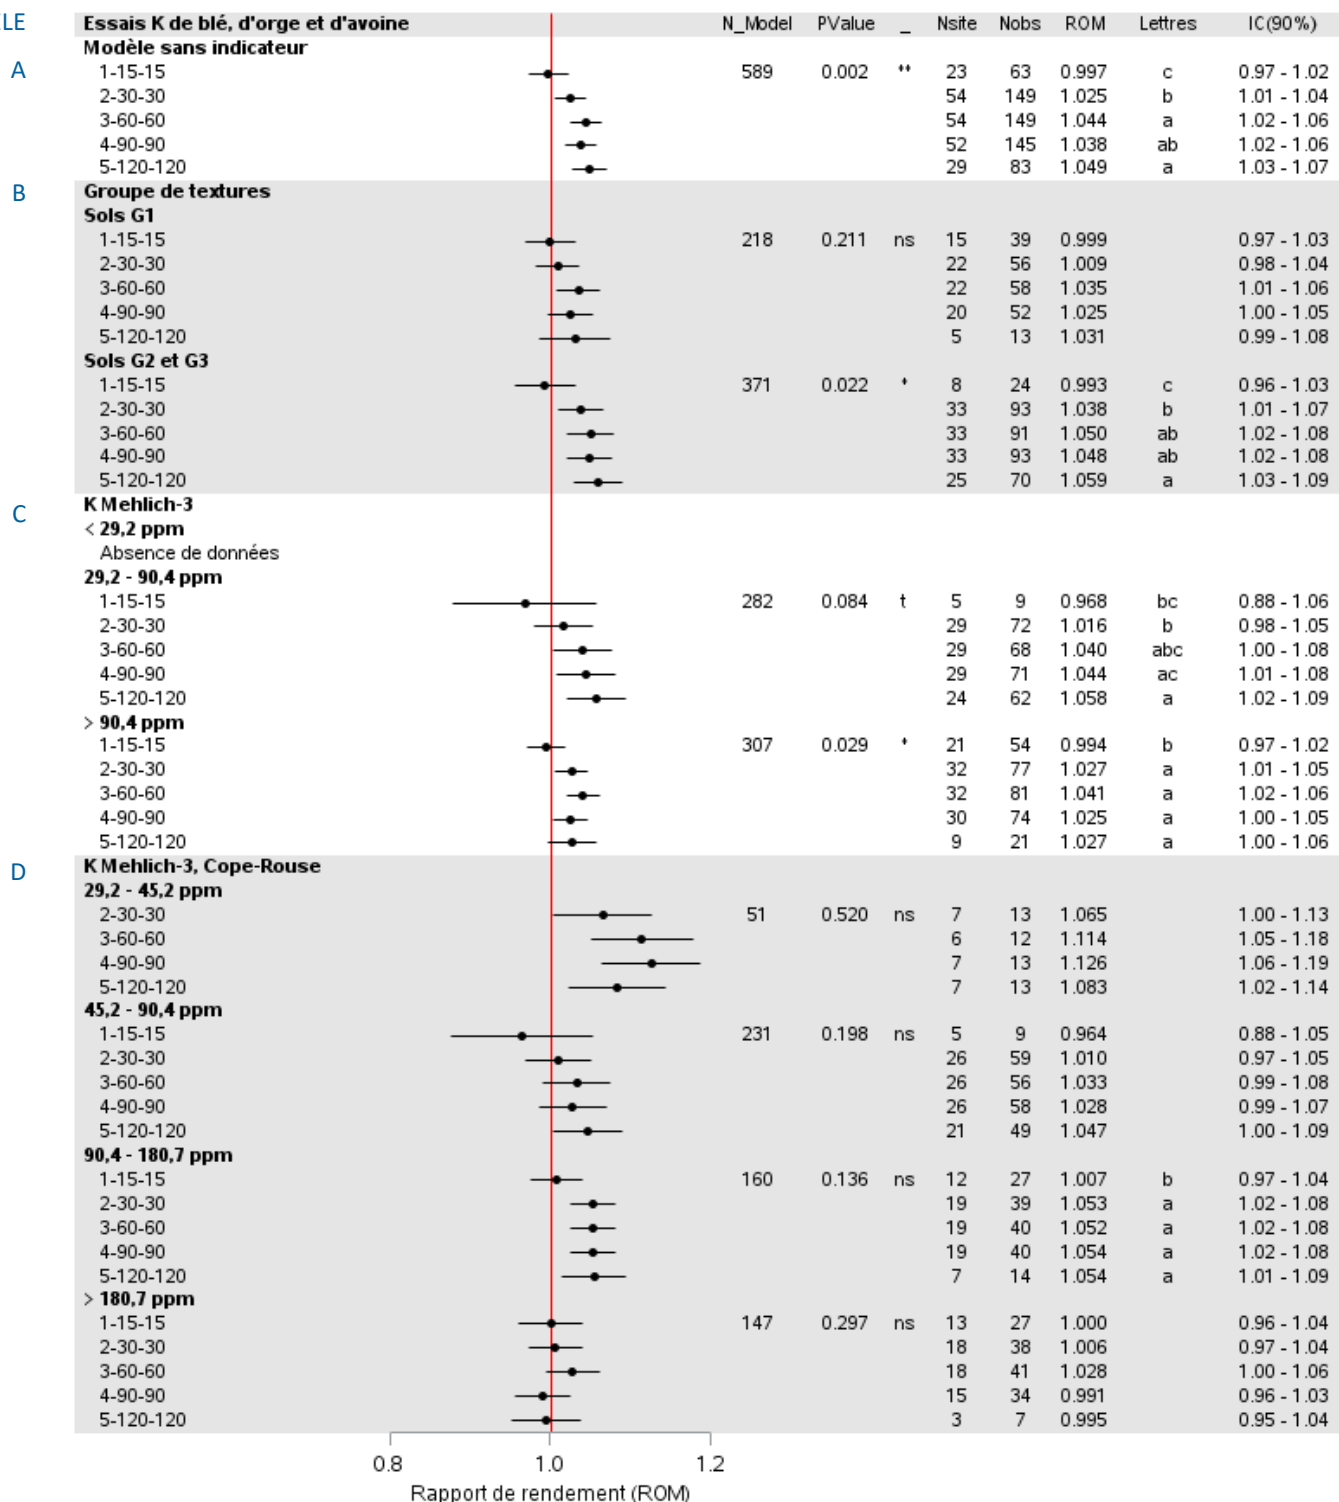 ELE Essais K de blé, d'orge et d'avoine N_Model PValue _ Nsite Nobs ROM Lettres IC(90%)
Modèle sans indicateur
A 1-15-15 589 0.002 ** 23 63 0.997 c 0.97 - 1.02
2-30-30 54 149 1.025 b 1.01 - 1.04
3-60-60 54 149 1.044 a 1.02 - 1.06
4-90-90 52 145 1.038 ab 1.02 - 1.06
5-120-120 29 83 1.049 a 1.03 - 1.07
B Groupe de textures
Sols G1
1-15-15 218 0.211 ns 15 39 0.999 0.97 - 1.03
2-30-30 22 56 1.009 0.98 - 1.04
3-60-60 22 58 1.035 1.01 - 1.06
4-90-90 20 52 1.025 1.00 - 1.05
5-120-120 5 13 1.031 0.99 - 1.08
Sols G2 et G3
1-15-15 371 0.022 * 8 24 0.993 c 0.96 - 1.03
2-30-30 33 93 1.038 b 1.01 - 1.07
3-60-60 33 91 1.050 ab 1.02 - 1.08
4-90-90 33 93 1.048 ab 1.02 - 1.08
5-120-120 25 70 1.059 a 1.03 - 1.09
C K Mehlich-3
< 29,2 ppm
Absence de données
29,2 - 90,4 ppm
1-15-15 282 0.084 t 5 9 0.968 bc 0.88 - 1.06
2-30-30 29 72 1.016 b 0.98 - 1.05
3-60-60 29 68 1.040 abc 1.00 - 1.08
4-90-90 29 71 1.044 ac 1.01 - 1.08
5-120-120 24 62 1.058 a 1.02 - 1.09
> 90,4 ppm
1-15-15 307 0.029 * 21 54 0.994 b 0.97 - 1.02
2-30-30 32 77 1.027 a 1.01 - 1.05
3-60-60 32 81 1.041 a 1.02 - 1.06
4-90-90 30 74 1.025 a 1.00 - 1.05
5-120-120 9 21 1.027 a 1.00 - 1.06
D K Mehlich-3, Cope-Rouse
29,2 - 45,2 ppm
2-30-30 51 0.520 ns 7 13 1.065 1.00 - 1.13
3-60-60 6 12 1.114 1.05 - 1.18
4-90-90 7 13 1.126 1.06 - 1.19
5-120-120 7 13 1.083 1.02 - 1.14
45,2 - 90,4 ppm
1-15-15 231 0.198 ns 5 9 0.964 0.88 - 1.05
2-30-30 26 59 1.010 0.97 - 1.05
3-60-60 26 56 1.033 0.99 - 1.08
4-90-90 26 58 1.028 0.99 - 1.07
5-120-120 21 49 1.047 1.00 - 1.09
90,4 - 180,7 ppm
1-15-15 160 0.136 ns 12 27 1.007 b 0.97 - 1.04
2-30-30 19 39 1.053 a 1.02 - 1.08
3-60-60 19 40 1.052 a 1.02 - 1.08
4-90-90 19 40 1.054 a 1.02 - 1.08
5-120-120 7 14 1.054 a 1.01 - 1.09
> 180,7 ppm
1-15-15 147 0.297 ns 13 27 1.000 0.96 - 1.04
2-30-30 18 38 1.006 0.97 - 1.04
3-60-60 18 41 1.028 1.00 - 1.06
4-90-90 15 34 0.991 0.96 - 1.03
5-120-120 3 7 0.995 0.95 - 1.04
0.8 1.0 1.2
Rapport de rendement (ROM)